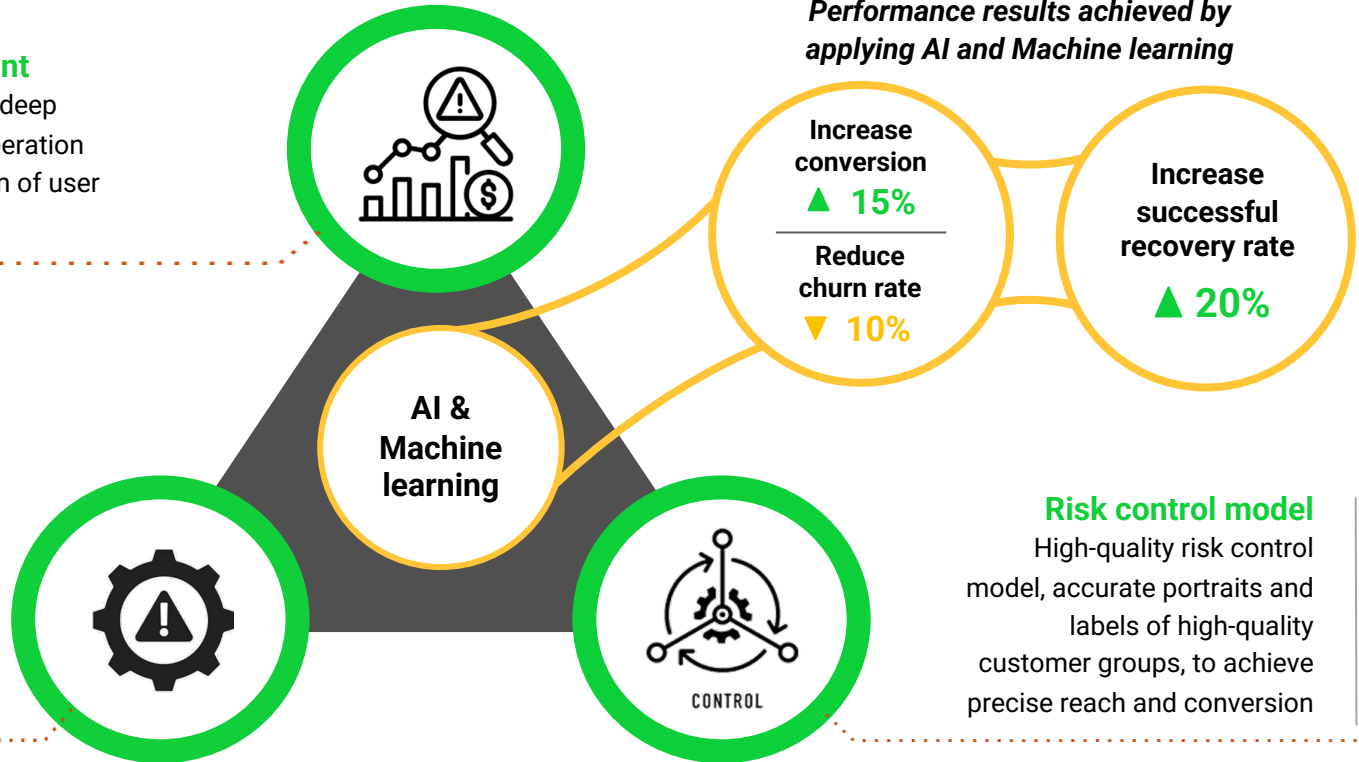 Performance results achieved by
applying AI and Machine learning
nt
deep
eration
n of user
Increase
conversion
▲ 15%
Reduce
churn rate
▼ 10%
Increase
successful
recovery rate
▲ 20%
AI &
Machine
learning
CONTROL
Risk control model
High-quality risk control
model, accurate portraits and
labels of high-quality
customer groups, to achieve
precise reach and conversion